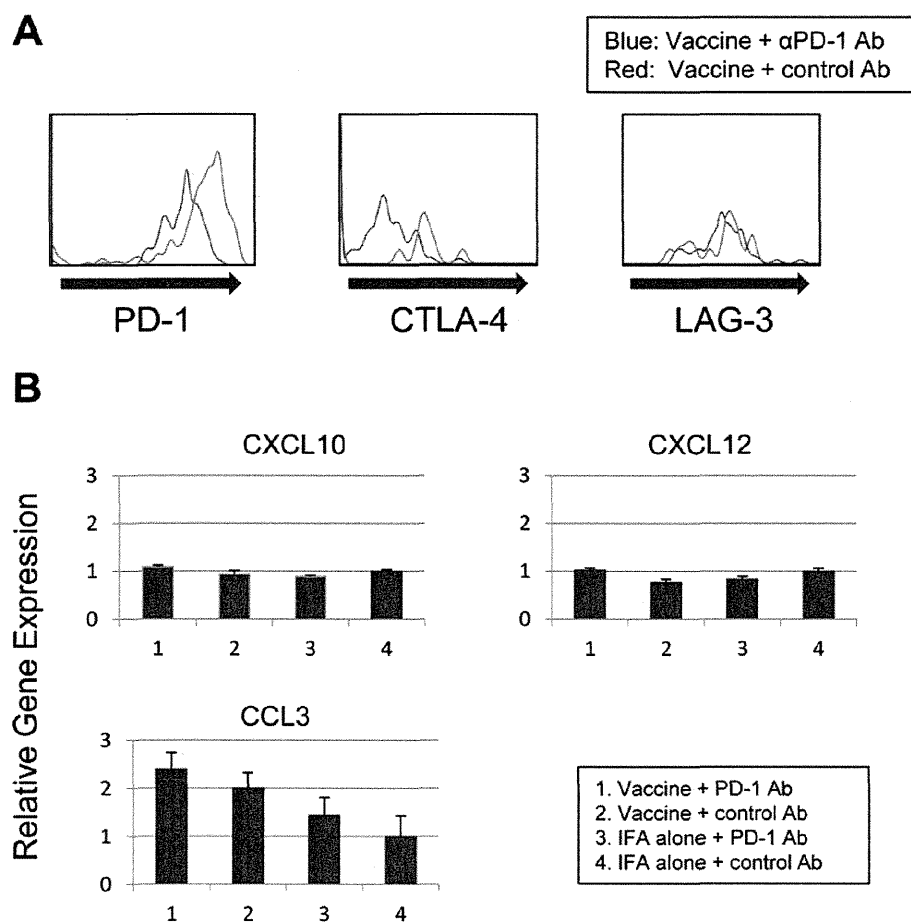 A
Blue: Vaccine + αPD-1 Ab
Red: Vaccine + control Ab
PD-1
CTLA-4
LAG-3
B
Relative Gene Expression
CXCL10
3
2
1
0
1 2 3 4
CXCL12
3
2
1
0
1 2 3 4
CCL3
3
2
1
0
1 2 3 4
1. Vaccine + PD-1 Ab
2. Vaccine + control Ab
3. IFA alone + PD-1 Ab
4. IFA alone + control Ab